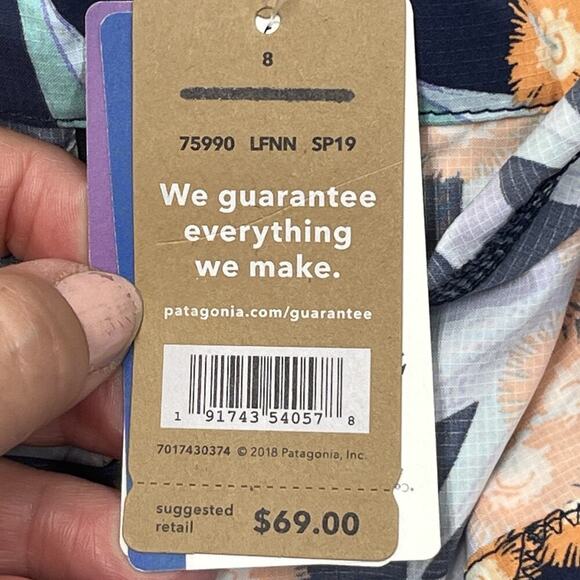 8
75990 LFNN SP19
We guarantee
everything
we make.
patagonia.com/guarantee
1 91743 54057 8
7017430374 © 2018 Patagonia, Inc.
suggested
retail
$69.00